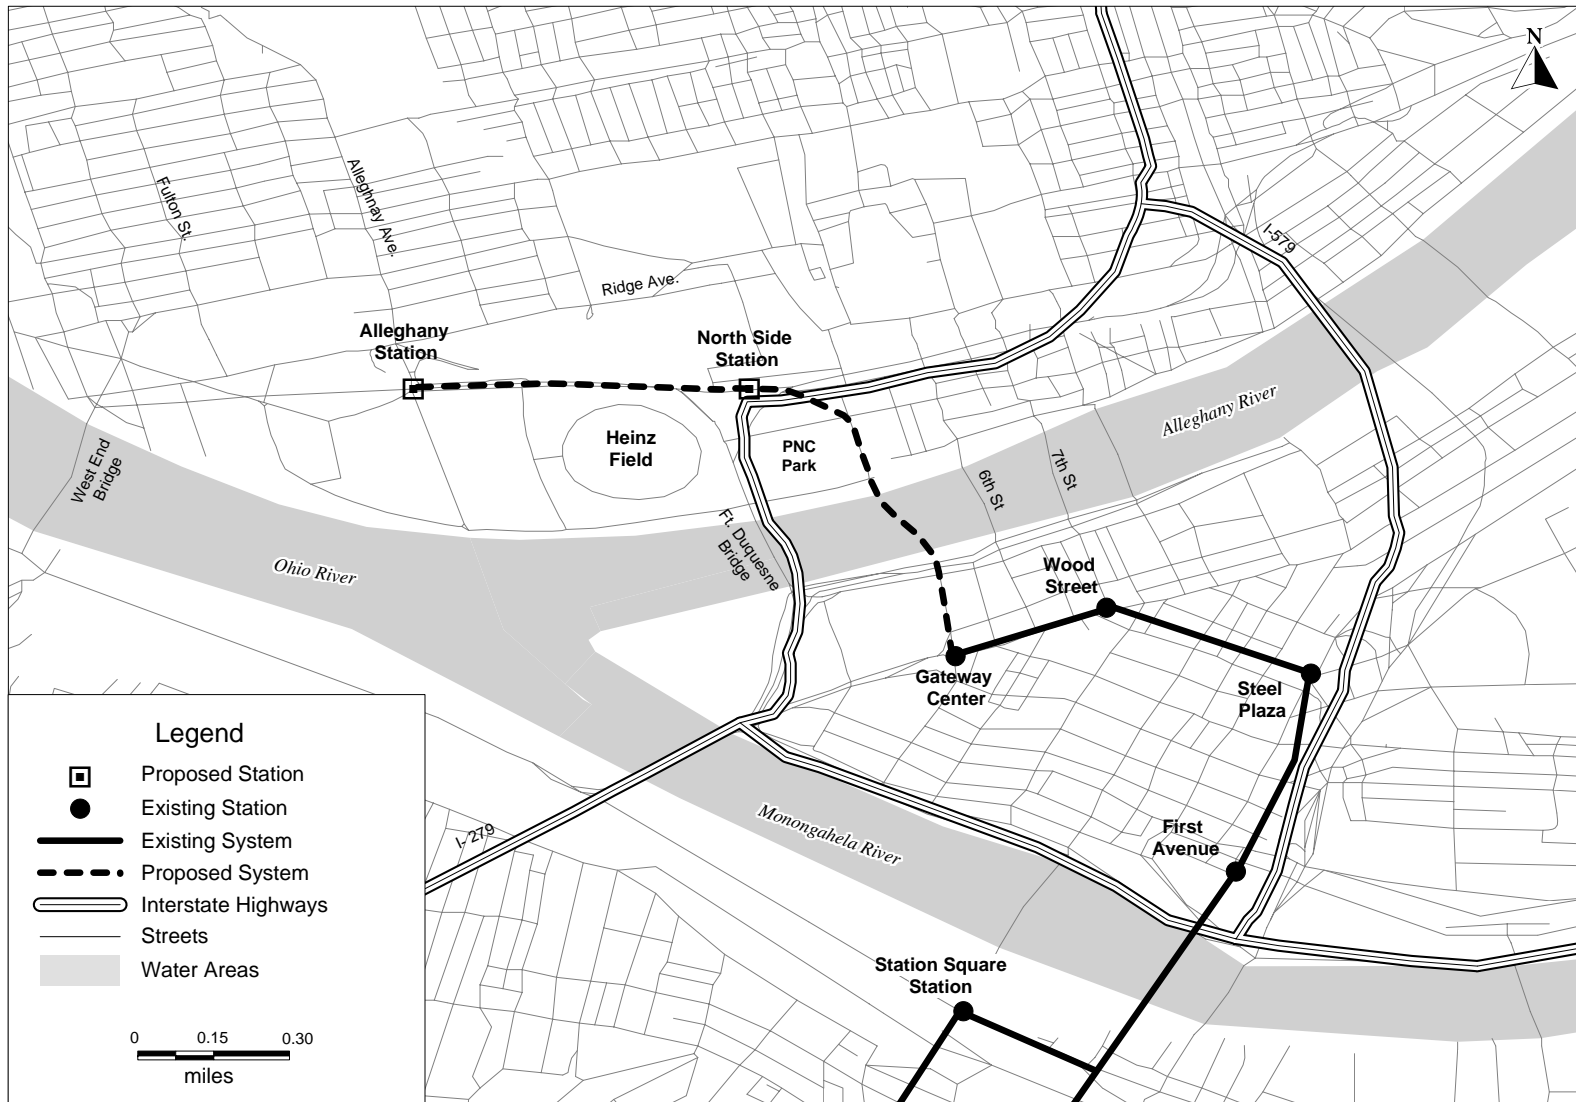 N
I-579
Fulton St.
Alleghnay Ave.
Ridge Ave.
Alleghany
Station
North Side
Station
Alleghany River
Heinz
Field
PNC
Park
West End
Bridge
6th St
7th St
Ft. Duquesne
Bridge
Ohio River
Wood
Street
Gateway
Center
Steel
Plaza
Legend
Proposed Station
Existing Station
Existing System
Proposed System
Interstate Highways
Streets
Water Areas
0 0.15 0.30
miles
I- 279
Monongahela River
First
Avenue
Station Square
Station